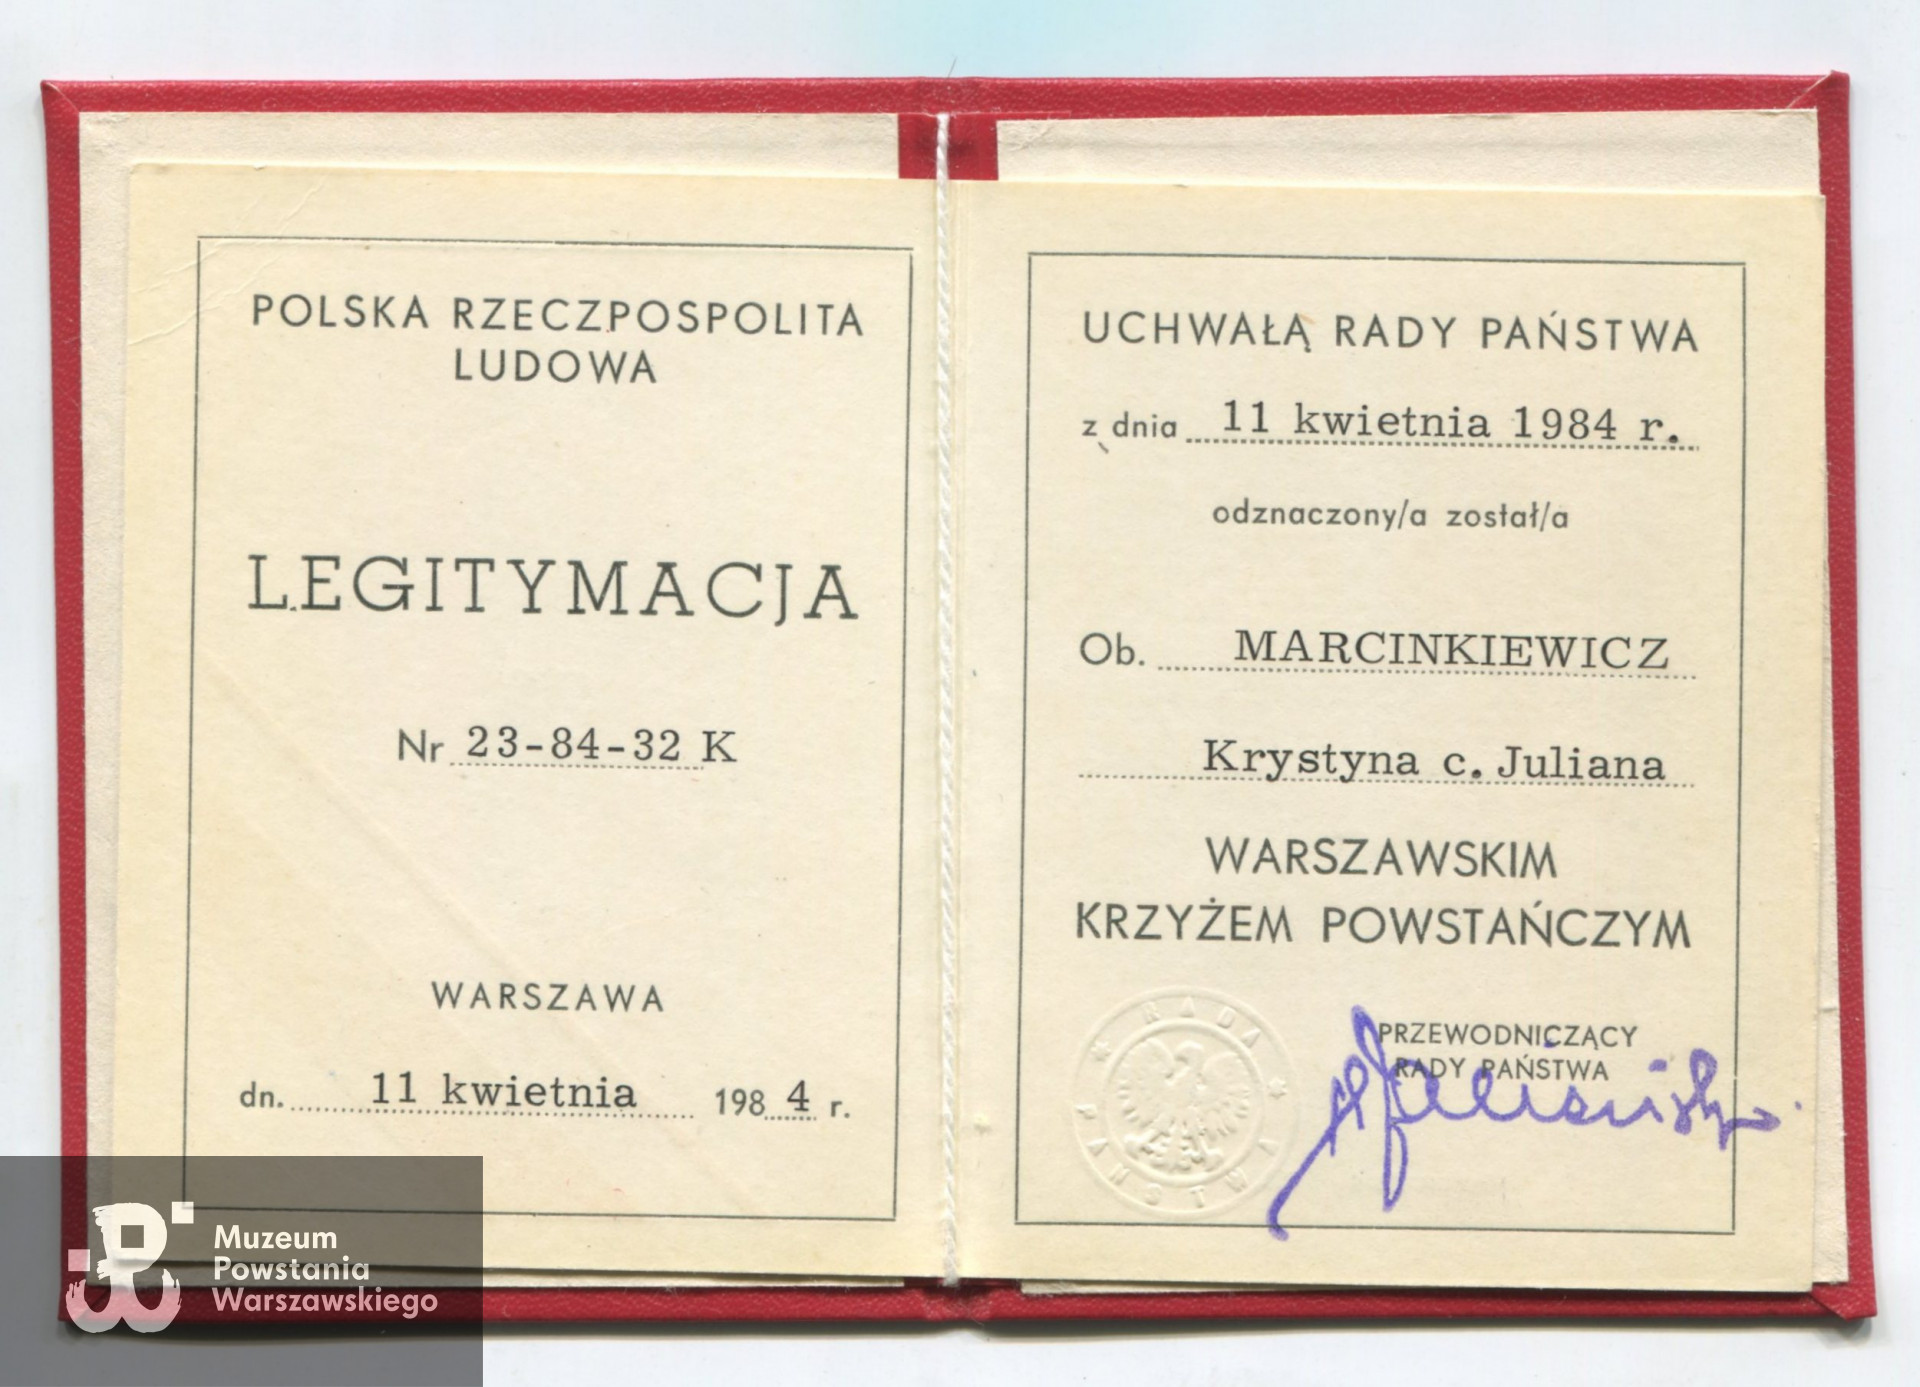 POLSKA RZECZPOSPOLITA
LUDOWA
LEGITYMACJA
Nr 23-84-32 K
WARSZAWA
dn. 11 kwietnia 1984 r.
UCHWAŁĄ RADY PAŃSTWA
z dnia 11 kwietnia 1984 r.
odznaczony/a został/a
Ob. MARCINKIEWICZ
Krystyna c. Juliana
WARSZAWSKIM
KRZYŻEM POWSTAŃCZYM
PRZEWODNICZĄCY
RADY PAŃSTWA
* RADA * PAŃSTWA
Muzeum
Powstania
Warszawskiego